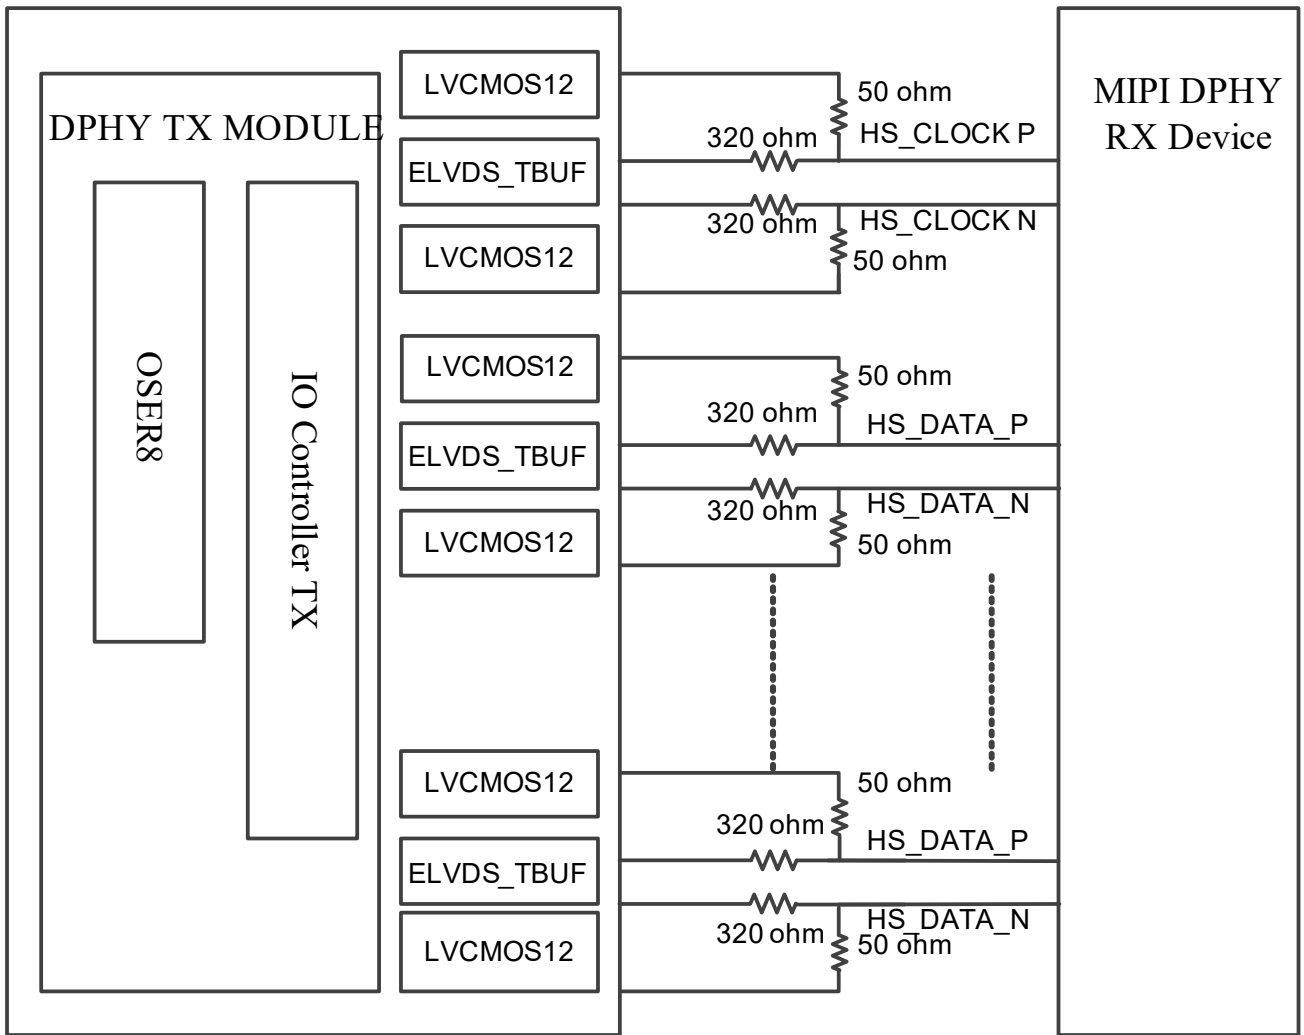 DPHY TX MODULE
OSER8
IO Controller TX
LVCMOS12
ELVDS_TBUF
LVCMOS12
LVCMOS12
ELVDS_TBUF
LVCMOS12
LVCMOS12
ELVDS_TBUF
LVCMOS12
50 ohm
320 ohm
HS_CLOCK P
320 ohm
HS_CLOCK N
50 ohm
50 ohm
320 ohm
HS_DATA_P
HS_DATA_N
320 ohm
50 ohm
50 ohm
320 ohm
HS_DATA_P
HS_DATA_N
320 ohm
50 ohm
MIPI DPHY
RX Device